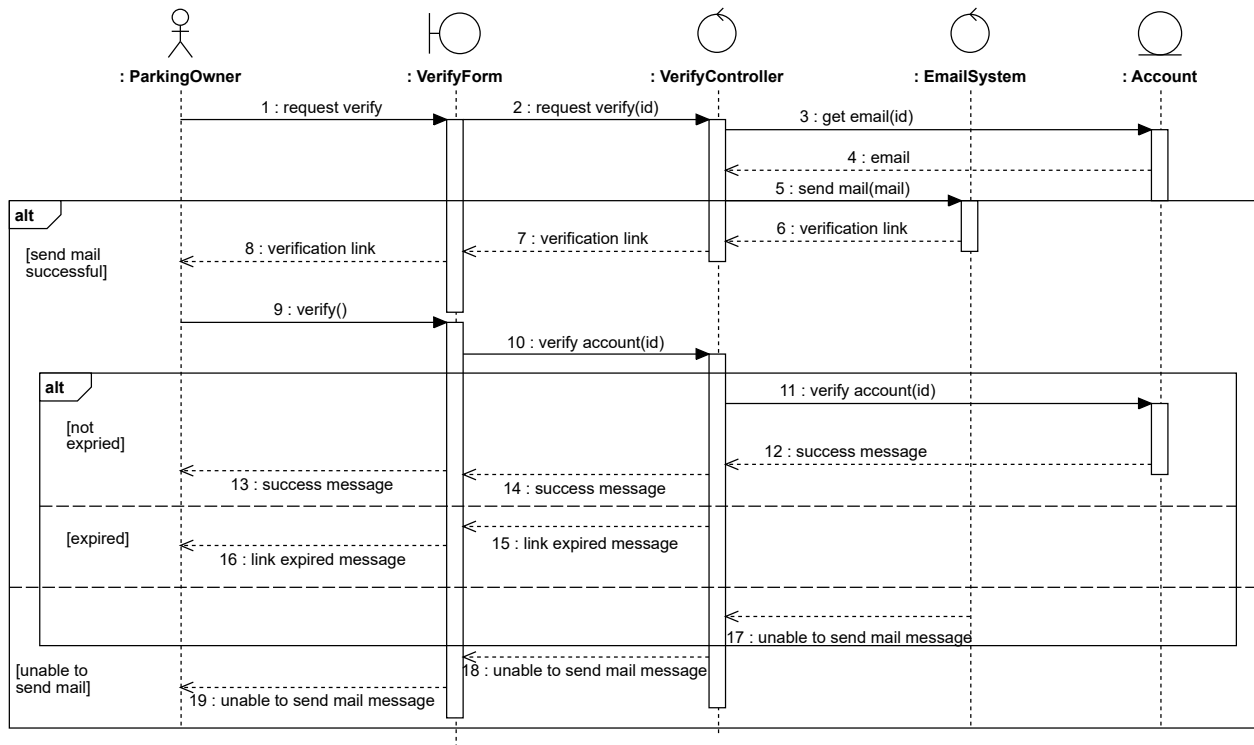 : ParkingOwner
: VerifyForm
: VerifyController
: EmailSystem
: Account
1 : request verify
2 : request verify(id)
3 : get email(id)
4 : email
5 : send mail(mail)
alt
[send mail
successful]
6 : verification link
7 : verification link
8 : verification link
9 : verify()
10 : verify account(id)
alt
11 : verify account(id)
[not
expried]
12 : success message
13 : success message
14 : success message
[expired]
15 : link expired message
16 : link expired message
17 : unable to send mail message
[unable to
send mail]
18 : unable to send mail message
19 : unable to send mail message